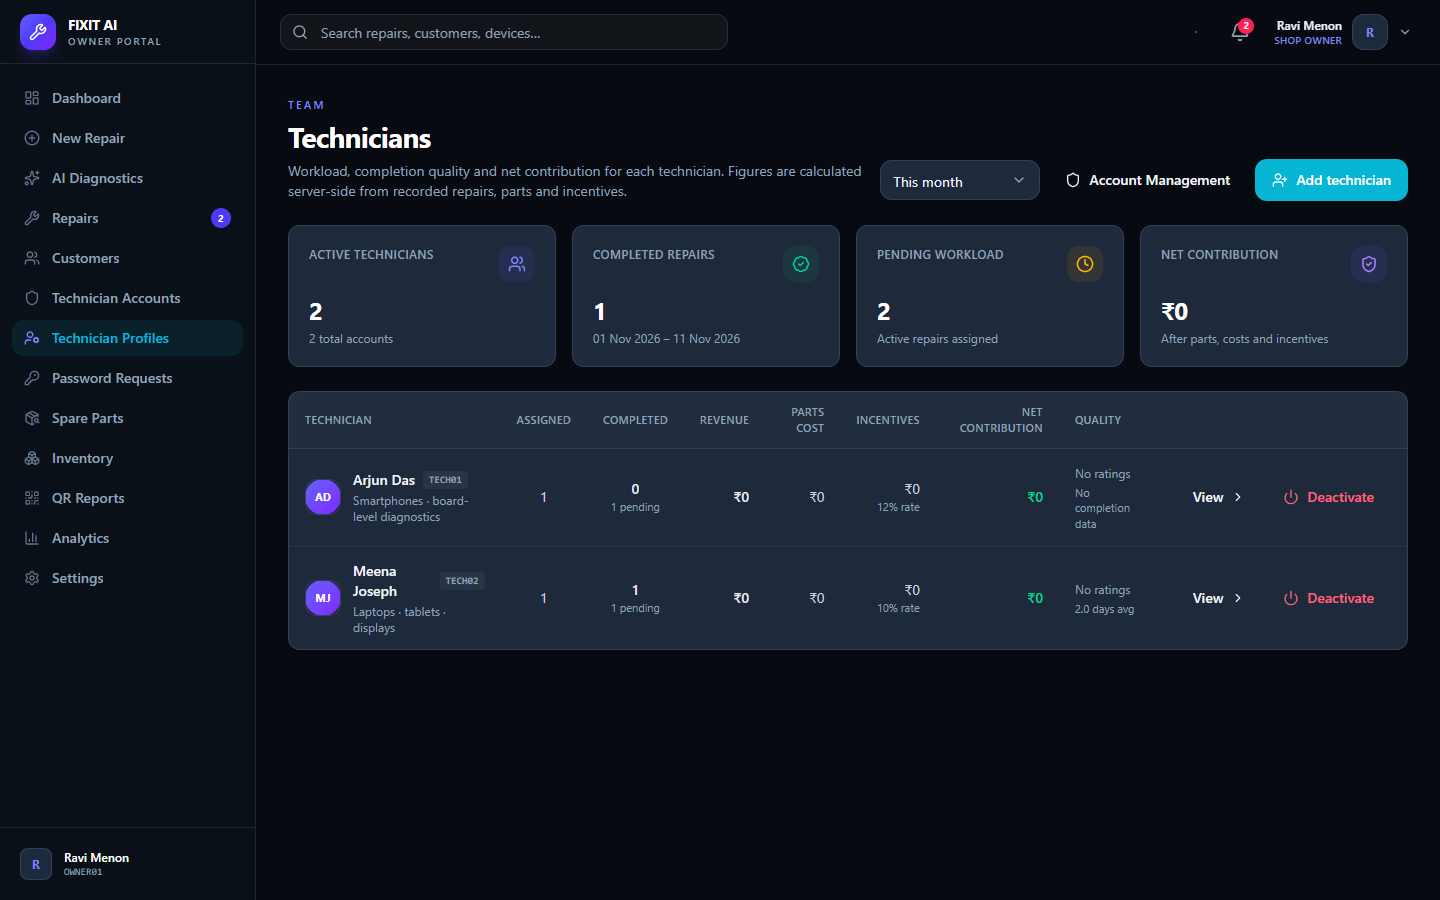 FIXIT AI
OWNER PORTAL
Search repairs, customers, devices...
2
Ravi Menon
SHOP OWNER
R
Dashboard
New Repair
AI Diagnostics
Repairs 2
Customers
Technician Accounts
Technician Profiles
Password Requests
Spare Parts
Inventory
QR Reports
Analytics
Settings
R
Ravi Menon
OWNER01
TEAM
Technicians
Workload, completion quality and net contribution for each technician. Figures are calculated
server-side from recorded repairs, parts and incentives.
This month
Account Management
Add technician
ACTIVE TECHNICIANS
2
2 total accounts
COMPLETED REPAIRS
1
01 Nov 2026 – 11 Nov 2026
PENDING WORKLOAD
2
Active repairs assigned
NET CONTRIBUTION
₹0
After parts, costs and incentives
TECHNICIAN ASSIGNED COMPLETED REVENUE PARTS COST INCENTIVES NET CONTRIBUTION QUALITY
AD
Arjun Das TECH01
Smartphones · board-
level diagnostics
1
0
1 pending
₹0
₹0
₹0
12% rate
₹0
No ratings
No
completion
data
View
Deactivate
MJ
Meena
Joseph
TECH02
Laptops · tablets ·
displays
1
1
1 pending
₹0
₹0
₹0
10% rate
₹0
No ratings
2.0 days avg
View
Deactivate